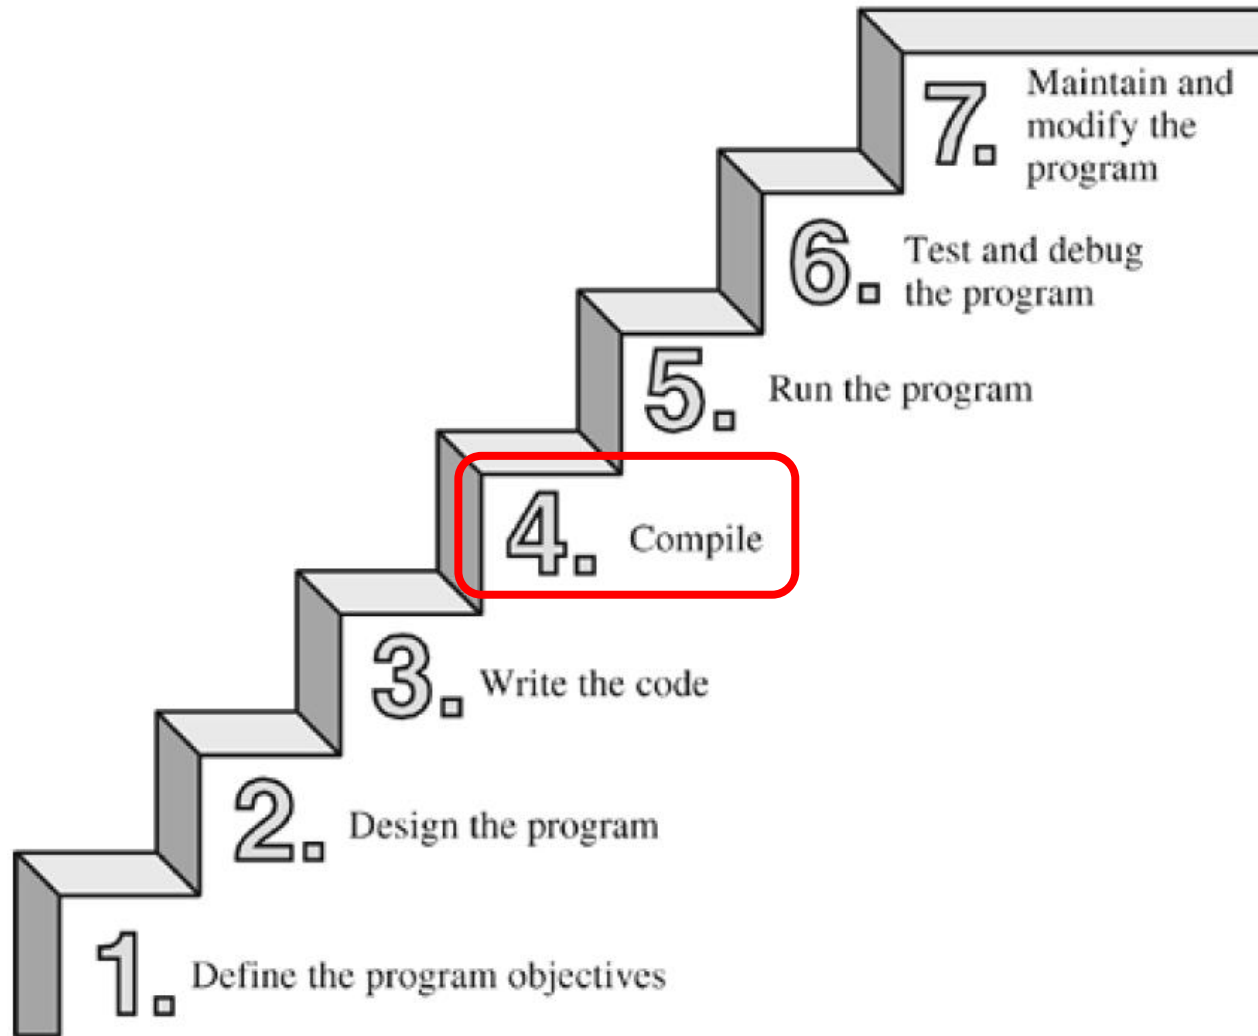 7. Maintain and
modify the
program
6. Test and debug
the program
5. Run the program
4. Compile
3. Write the code
2. Design the program
1. Define the program objectives